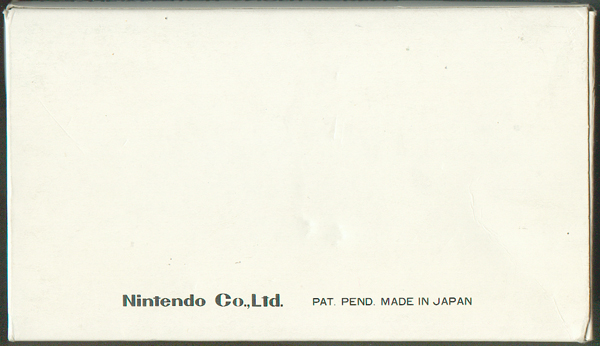 Nintendo Co.,Ltd. PAT. PEND. MADE IN JAPAN